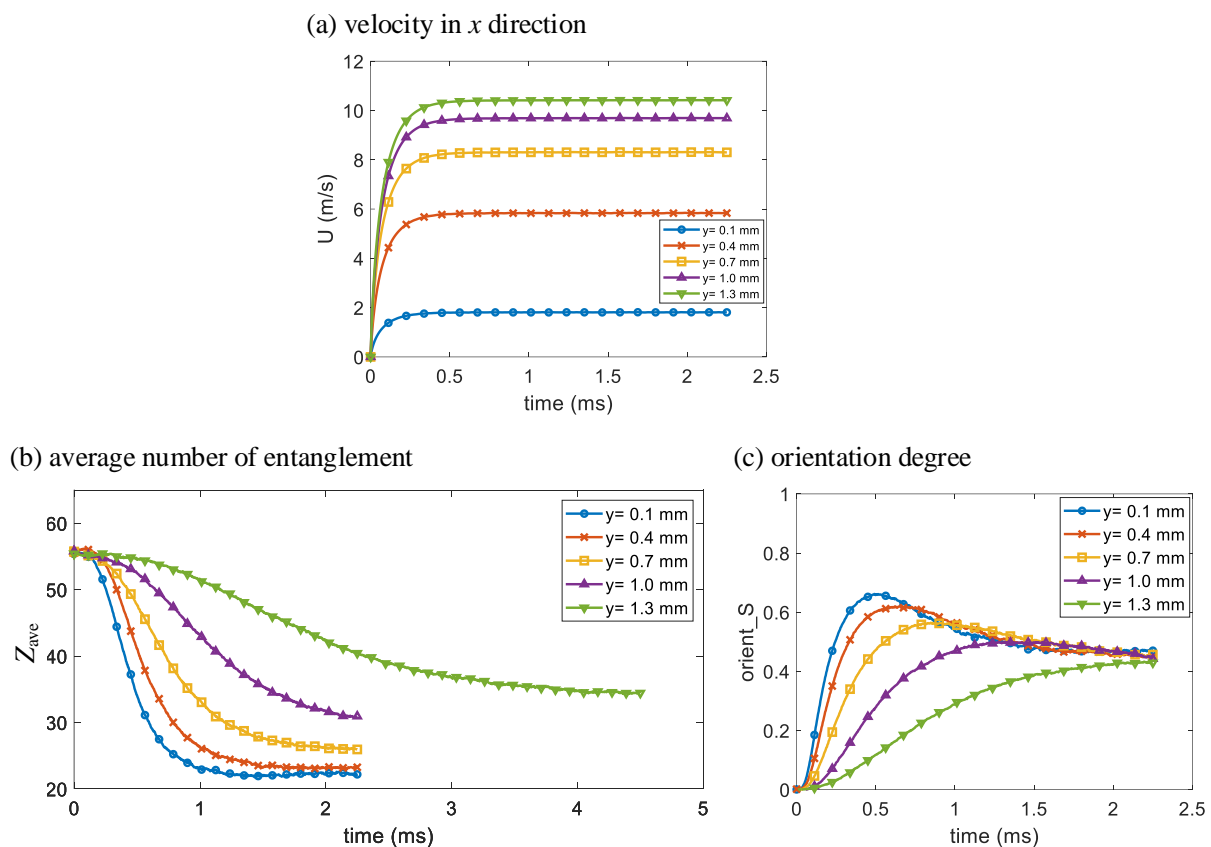 (a) velocity in x direction
12
10
8
6
4
2
0
U (m/s)
y= 0.1 mm
y= 0.4 mm
y= 0.7 mm
y= 1.0 mm
y= 1.3 mm
0 0.5 1 1.5 2 2.5
time (ms)
(b) average number of entanglement
60
50
40
30
20
Zave
y= 0.1 mm
y= 0.4 mm
y= 0.7 mm
y= 1.0 mm
y= 1.3 mm
0 1 2 3 4 5
time (ms)
(c) orientation degree
1
0.8
0.6
0.4
0.2
0
orient_S
y= 0.1 mm
y= 0.4 mm
y= 0.7 mm
y= 1.0 mm
y= 1.3 mm
0 0.5 1 1.5 2 2.5
time (ms)